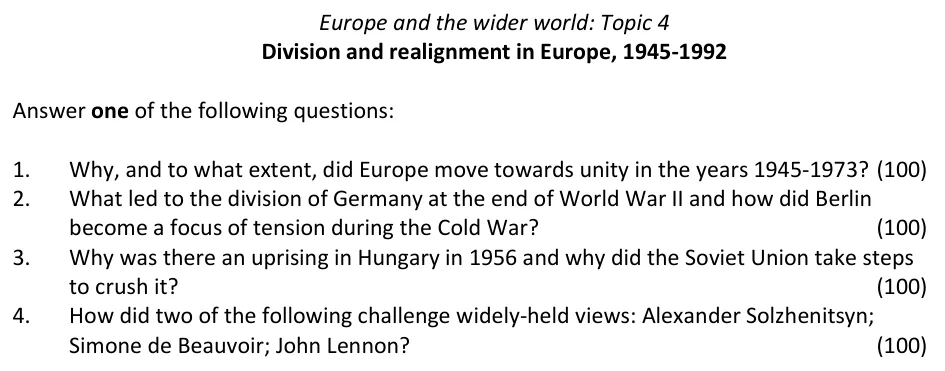 Europe and the wider world: Topic 4
Division and realignment in Europe, 1945-1992
Answer one of the following questions:
1. Why, and to what extent, did Europe move towards unity in the years 1945-1973? (100)
2. What led to the division of Germany at the end of World War II and how did Berlin
become a focus of tension during the Cold War? (100)
3. Why was there an uprising in Hungary in 1956 and why did the Soviet Union take steps
to crush it? (100)
4. How did two of the following challenge widely-held views: Alexander Solzhenitsyn;
Simone de Beauvoir; John Lennon? (100)